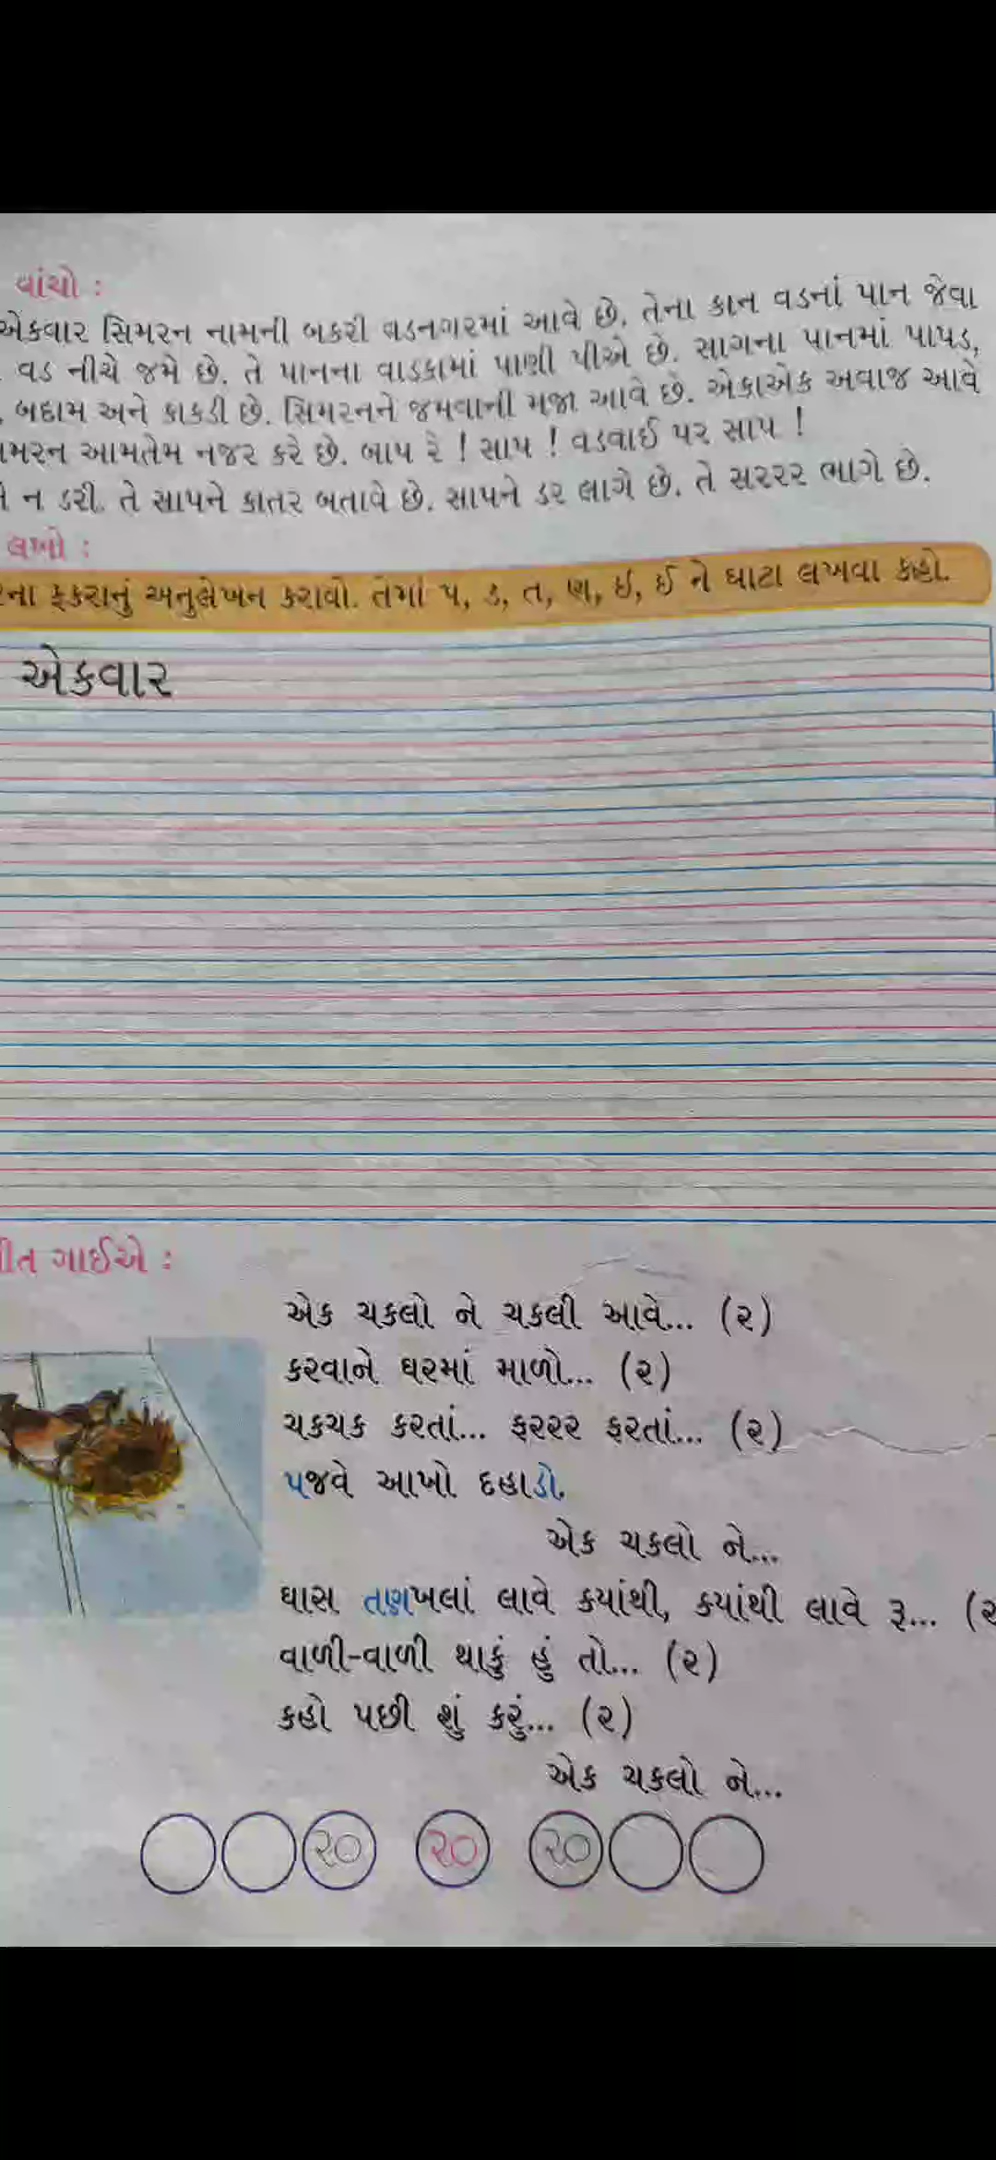 વાંચો :
એકવાર સિમરન નામની બકરી વડનગરમાં આવે છે. તેના કાન વડનાં પાન જેવા
વડ નીચે જમે છે. તે પાનના વાડકામાં પાણી પીએ છે. સાગના પાનમાં પાપડ,
, બદામ અને કાકડી છે. સિમરનને જમવાની મજા આવે છે. એકાએક અવાજ આવે
આમતેમ નજર કરે છે. બાપ રે ! સાપ ! વડવાઈ પર સાપ !
ન ડરી. તે સાપને કાતર બતાવે છે. સાપને ડર લાગે છે. તે સરરર ભાગે છે.
લખો :
ફકરાનું અનુલેખન કરાવો. તેમાં પ, ડ, ત, ણ, ઇ, ઈ ને ઘાટા લખવા કહો.
એકવાર
ગાઈએ :
એક ચકલો ને ચકલી આવે... (૨)
કરવાને ઘરમાં માળો... (૨)
ચકચક કરતાં... ફરરર ફરતાં... (૨)
પજવે આખો દહાડો.
એક ચકલો ને...
ઘાસ તણખલાં લાવે કયાંથી, કયાંથી લાવે રૂ... (૨
વાળી-વાળી થાકું હું તો... (૨)
કહો પછી શું કરું... (૨)
એક ચકલો ને...
૨૦ ૨૦ ૨૦